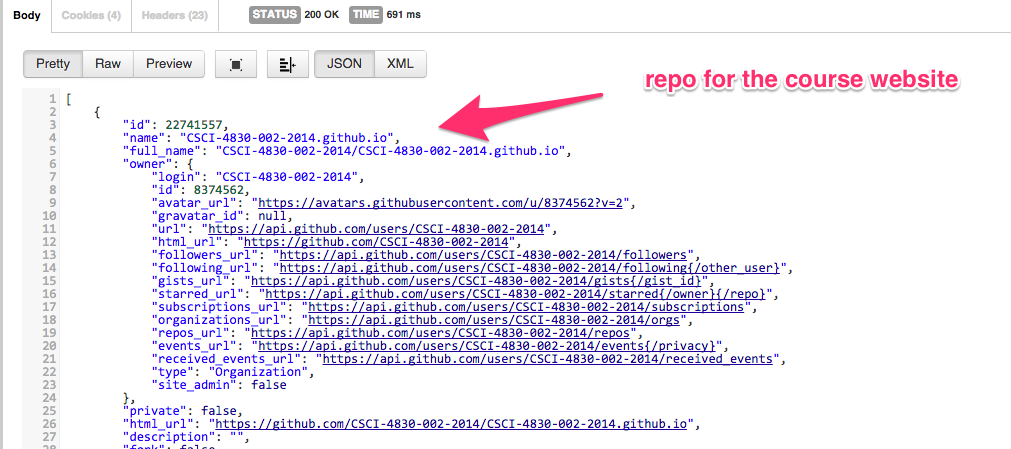 Body Cookies (4) Headers (23) STATUS 200 OK TIME 691 ms
Pretty Raw Preview JSON XML
repo for the course website
1 [
2 {
3 "id": 22741557,
4 "name": "CSCI-4830-002-2014.github.io",
5 "full_name": "CSCI-4830-002-2014/CSCI-4830-002-2014.github.io",
6 "owner": {
7 "login": "CSCI-4830-002-2014",
8 "id": 8374562,
9 "avatar_url": "https://avatars.githubusercontent.com/u/8374562?v=2",
10 "gravatar_id": null,
11 "url": "https://api.github.com/users/CSCI-4830-002-2014",
12 "html_url": "https://github.com/CSCI-4830-002-2014",
13 "followers_url": "https://api.github.com/users/CSCI-4830-002-2014/followers",
14 "following_url": "https://api.github.com/users/CSCI-4830-002-2014/following{/other_user}",
15 "gists_url": "https://api.github.com/users/CSCI-4830-002-2014/gists{/gist_id}",
16 "starred_url": "https://api.github.com/users/CSCI-4830-002-2014/starred{/owner}{/repo}",
17 "subscriptions_url": "https://api.github.com/users/CSCI-4830-002-2014/subscriptions",
18 "organizations_url": "https://api.github.com/users/CSCI-4830-002-2014/orgs",
19 "repos_url": "https://api.github.com/users/CSCI-4830-002-2014/repos",
20 "events_url": "https://api.github.com/users/CSCI-4830-002-2014/events{/privacy}",
21 "received_events_url": "https://api.github.com/users/CSCI-4830-002-2014/received_events",
22 "type": "Organization",
23 "site_admin": false
24 },
25 "private": false,
26 "html_url": "https://github.com/CSCI-4830-002-2014/CSCI-4830-002-2014.github.io",
27 "description": "",
28 "fork": false,